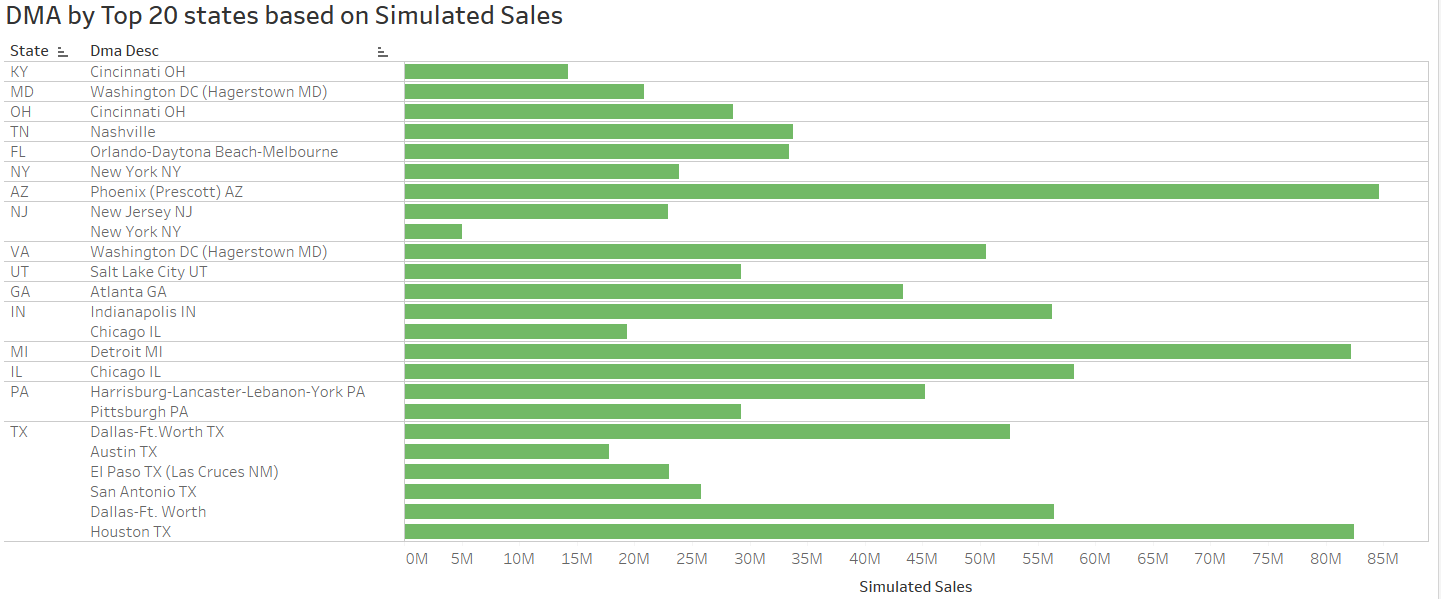 DMA by Top 20 states based on Simulated Sales
State Dma Desc
KY Cincinnati OH
MD Washington DC (Hagerstown MD)
OH Cincinnati OH
TN Nashville
FL Orlando-Daytona Beach-Melbourne
NY New York NY
AZ Phoenix (Prescott) AZ
NJ New Jersey NJ
New York NY
VA Washington DC (Hagerstown MD)
UT Salt Lake City UT
GA Atlanta GA
IN Indianapolis IN
Chicago IL
MI Detroit MI
IL Chicago IL
PA Harrisburg-Lancaster-Lebanon-York PA
Pittsburgh PA
TX Dallas-Ft.Worth TX
Austin TX
El Paso TX (Las Cruces NM)
San Antonio TX
Dallas-Ft. Worth
Houston TX
0M 5M 10M 15M 20M 25M 30M 35M 40M 45M 50M 55M 60M 65M 70M 75M 80M 85M
Simulated Sales